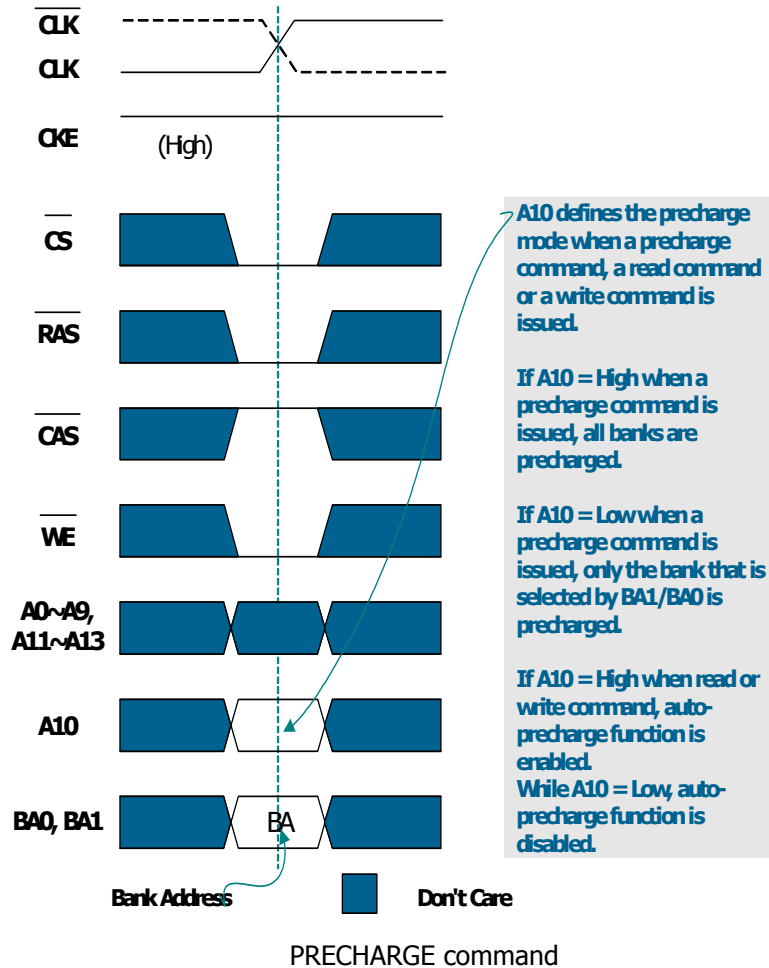 CLK
CLK
CKE
(High)
CS
RAS
CAS
WE
A0~A9,
A11~A13
A10
BA0, BA1
BA
Bank Address
Don't Care
A10 defines the precharge
mode when a precharge
command, a read command
or a write command is
issued.
If A10 = High when a
precharge command is
issued, all banks are
precharged.
If A10 = Low when a
precharge command is
issued, only the bank that is
selected by BA1/BA0 is
precharged.
If A10 = High when read or
write command, auto-
precharge function is
enabled.
While A10 = Low, auto-
precharge function is
disabled.
PRECHARGE command